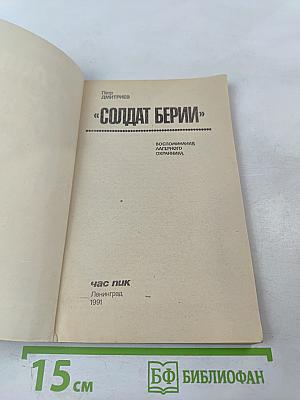 Петр
ДМИТРИЕВ
«СОЛДАТ БЕРИИ»
ВОСПОМИНАНИЯ
ЛАГЕРНОГО
ОХРАННИКА
час пик
Ленинград
1991
15 см
БФ БИБЛИОФАН